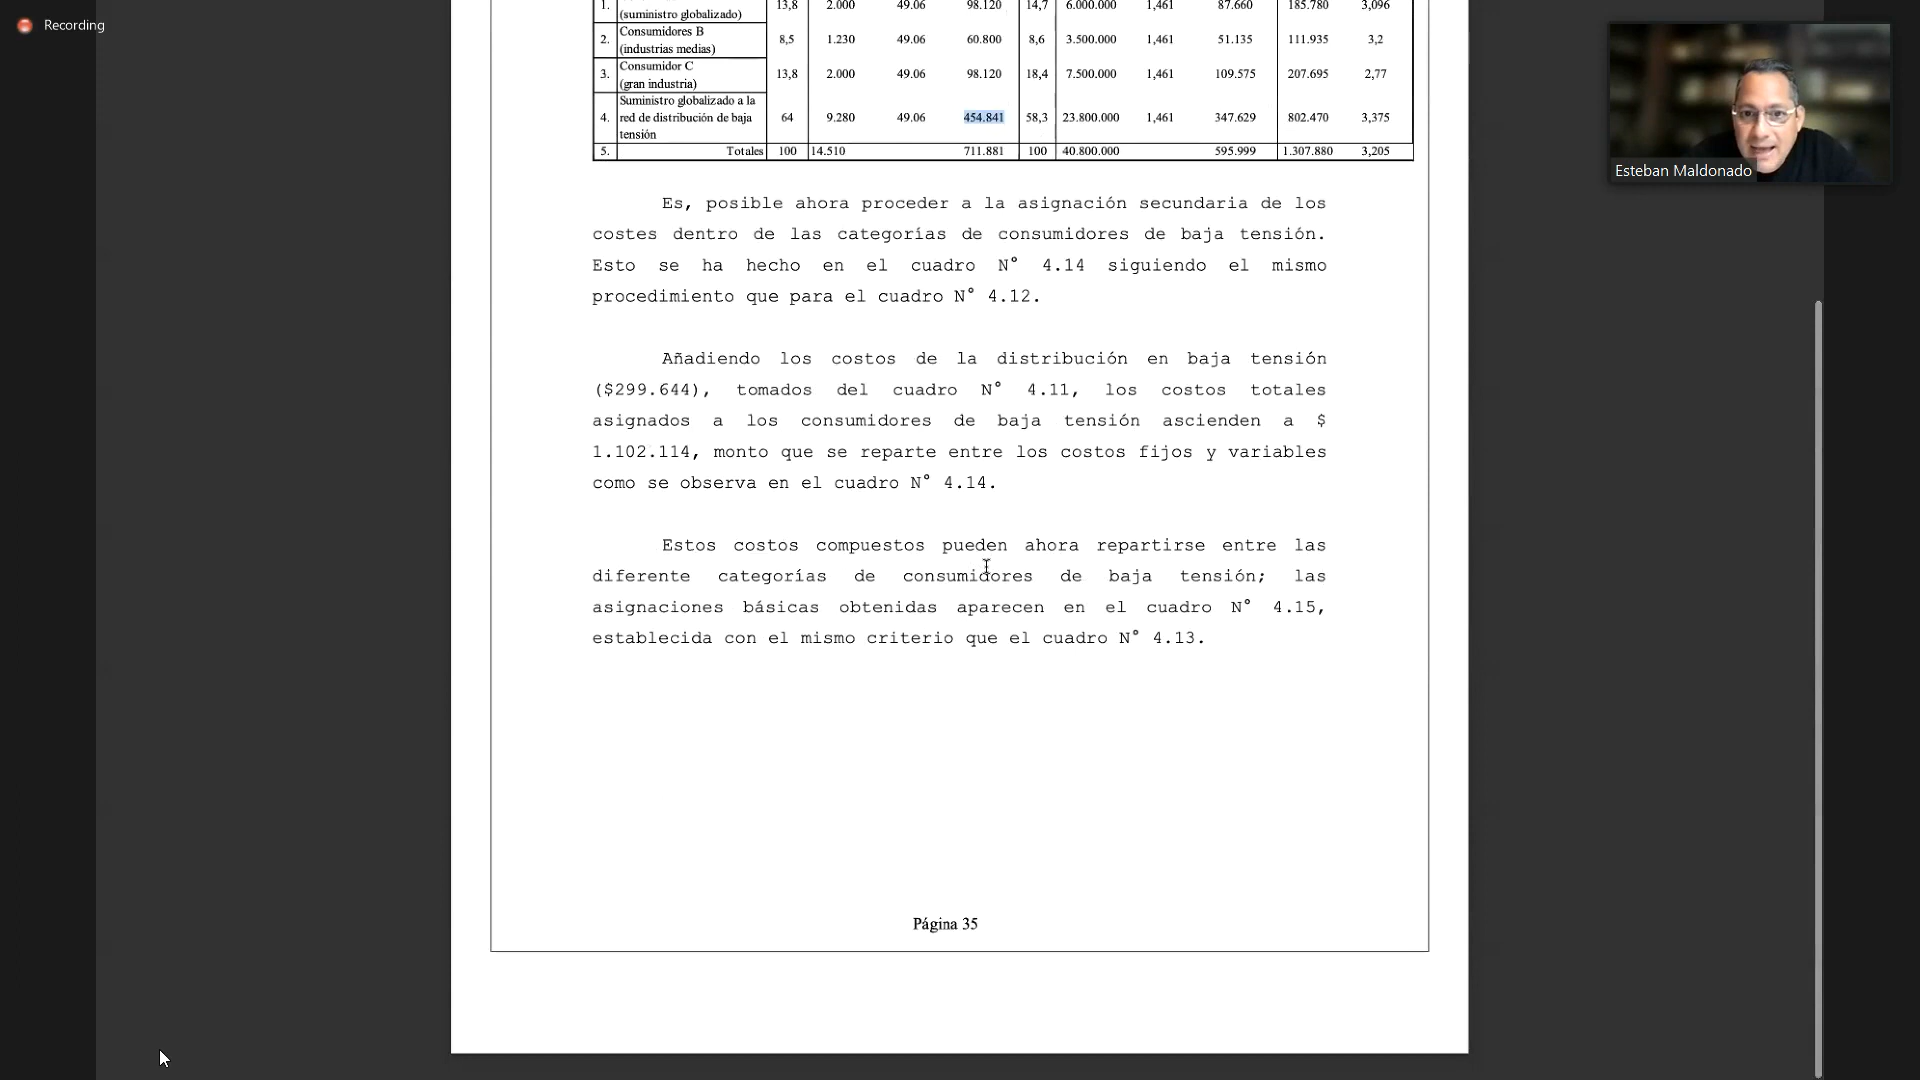 Recording
1. (suministro globalizado) 13,8 2.000 49.06 98.120 14,7 6.000.000 1,461 87.660 185.780 3,096
2. Consumidores B (industrias medias) 8,5 1.230 49.06 60.800 8,6 3.500.000 1,461 51.135 111.935 3,2
3. Consumidor C (gran industria) 13,8 2.000 49.06 98.120 18,4 7.500.000 1,461 109.575 207.695 2,77
4. Suministro globalizado a la red de distribución de baja tensión 64 9.280 49.06 454.841 58,3 23.800.000 1,461 347.629 802.470 3,375
5. Totales 100 14.510 711.881 100 40.800.000 595.999 1.307.880 3,205
Esteban Maldonado
Es, posible ahora proceder a la asignación secundaria de los
costes dentro de las categorías de consumidores de baja tensión.
Esto se ha hecho en el cuadro N° 4.14 siguiendo el mismo
procedimiento que para el cuadro N° 4.12.
Añadiendo los costos de la distribución en baja tensión
($299.644), tomados del cuadro N° 4.11, los costos totales
asignados a los consumidores de baja tensión ascienden a $
1.102.114, monto que se reparte entre los costos fijos y variables
como se observa en el cuadro N° 4.14.
Estos costos compuestos pueden ahora repartirse entre las
diferente categorías de consumidores de baja tensión; las
asignaciones básicas obtenidas aparecen en el cuadro N° 4.15,
establecida con el mismo criterio que el cuadro N° 4.13.
Página 35